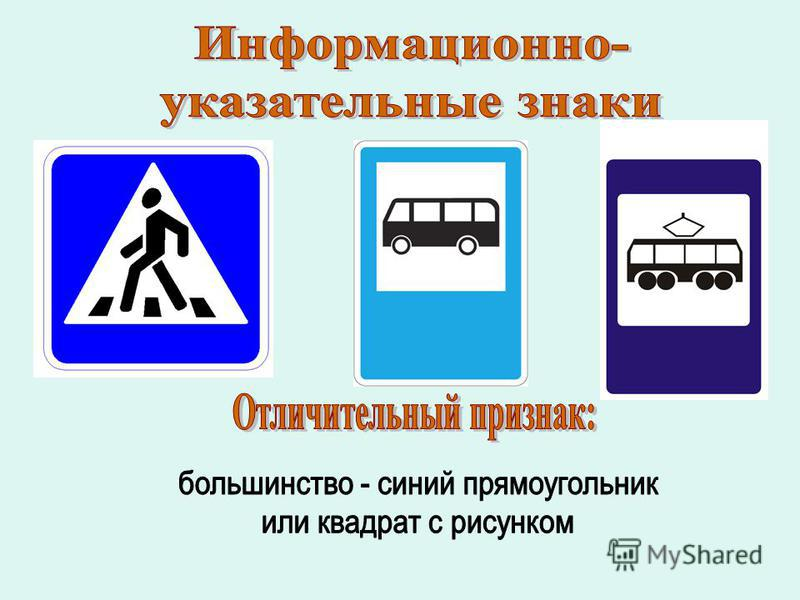 Информационно-
указательные знаки
Отличительный признак:
большинство - синий прямоугольник
или квадрат с рисунком
MyShared